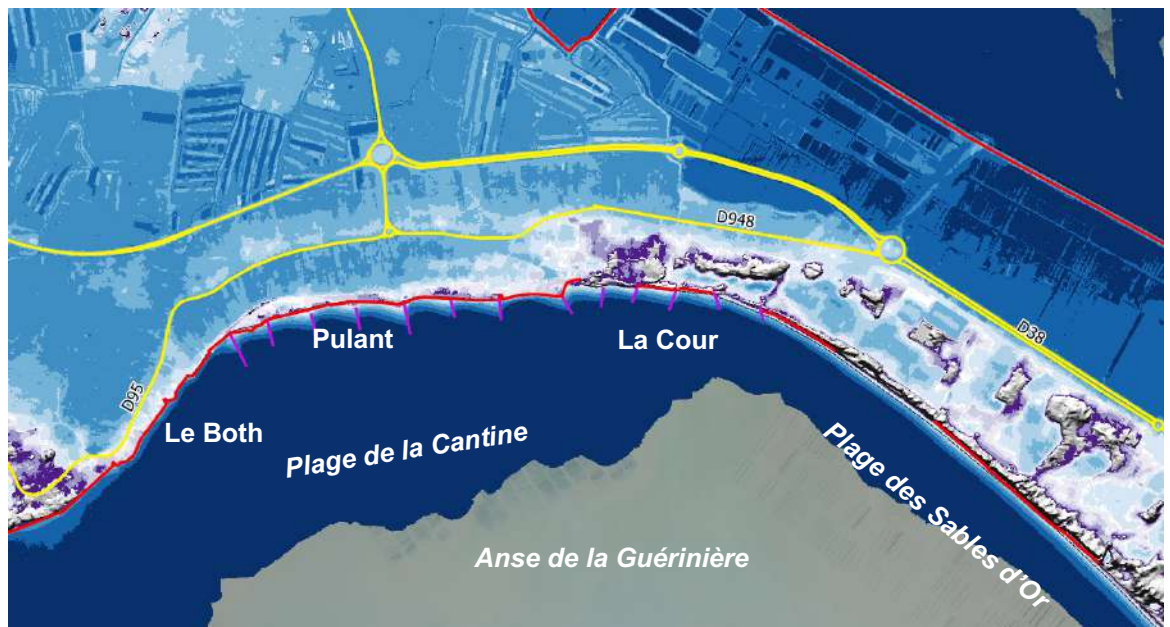 D948
D38
Pulant
La Cour
D95
Le Both
Plage de la Cantine
Plage des Sables d'Or
Anse de la Guérinière